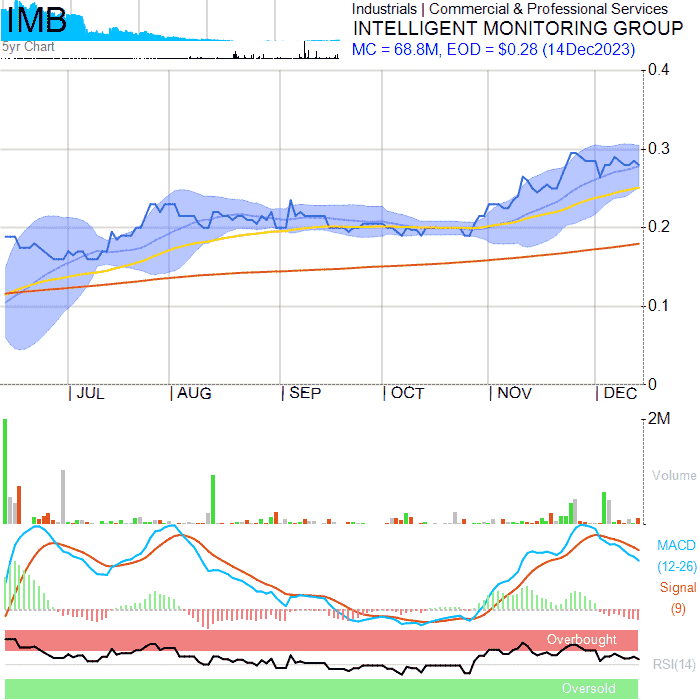 IMB
5yr Chart
Industrials | Commercial & Professional Services
INTELLIGENT MONITORING GROUP
MC = 68.8M, EOD = $0.28 (14Dec2023)
0.4
0.3
0.2
0.1
0
| JUL | AUG | SEP | OCT | NOV | DEC
2M
Volume
MACD
(12-26)
Signal
(9)
Overbought
RSI(14)
Oversold